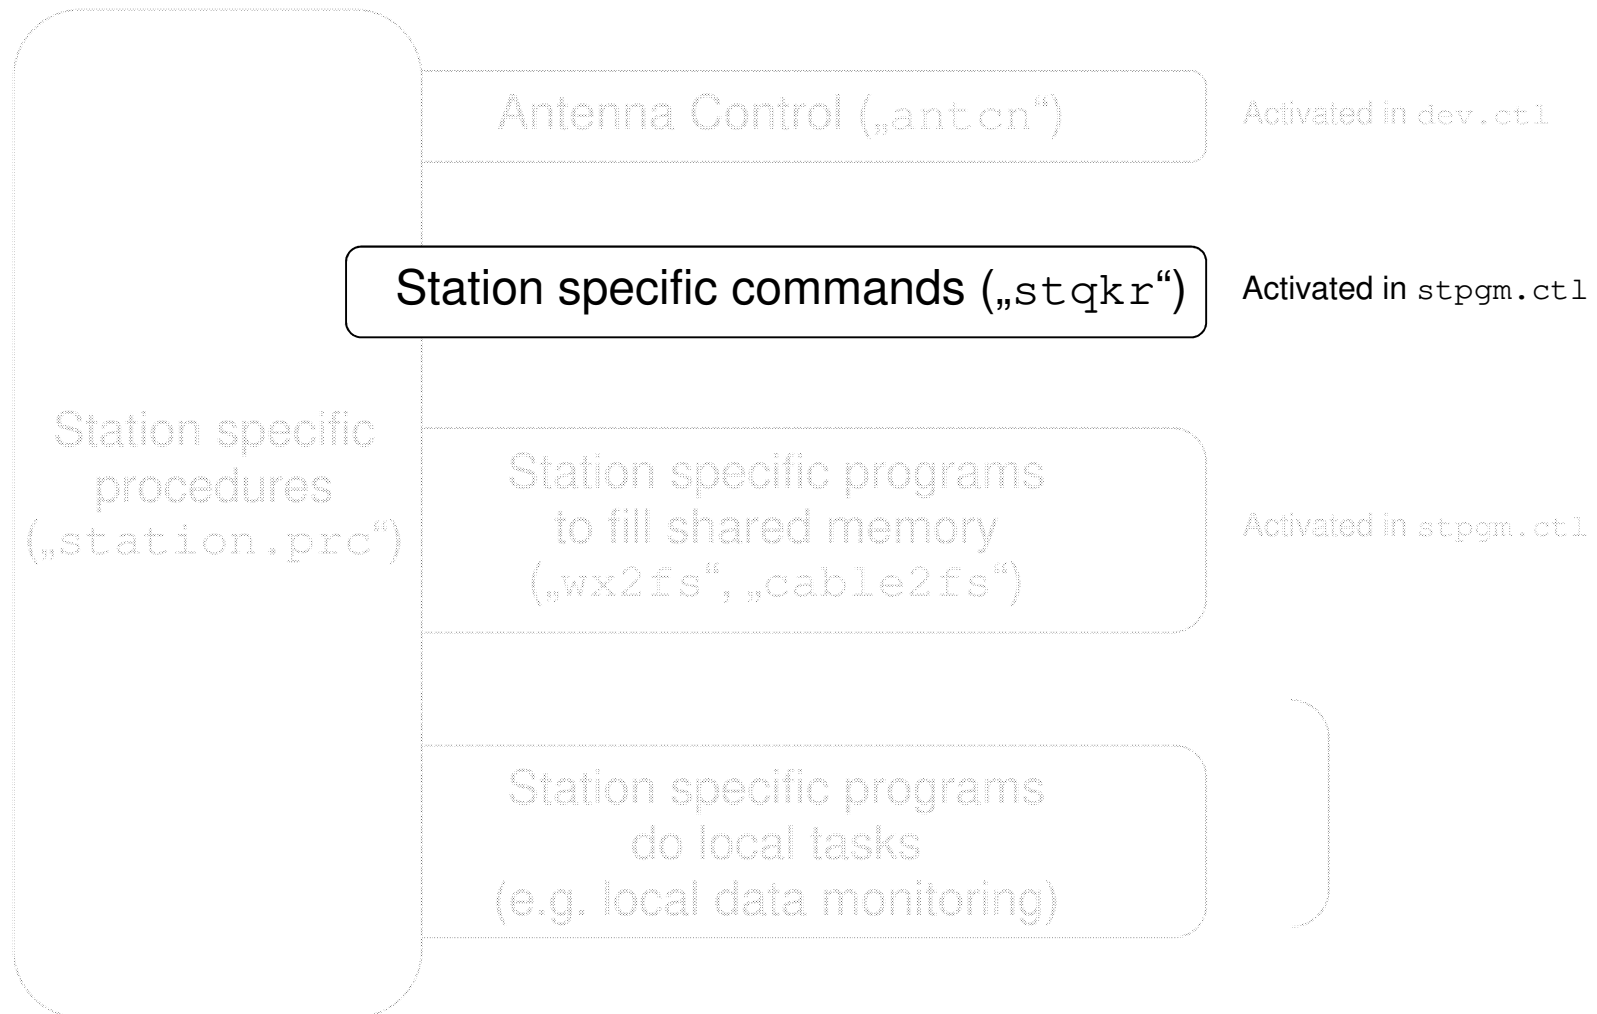 Antenna Control („antcn“)
Activated in dev.ctl
Station specific commands („stqkr“)
Activated in stpgm.ctl
Station specific
procedures
(„station.prc“)
Station specific programs
to fill shared memory
(„wx2fs“, „cable2fs“)
Activated in stpgm.ctl
Station specific programs
do local tasks
(e.g. local data monitoring)